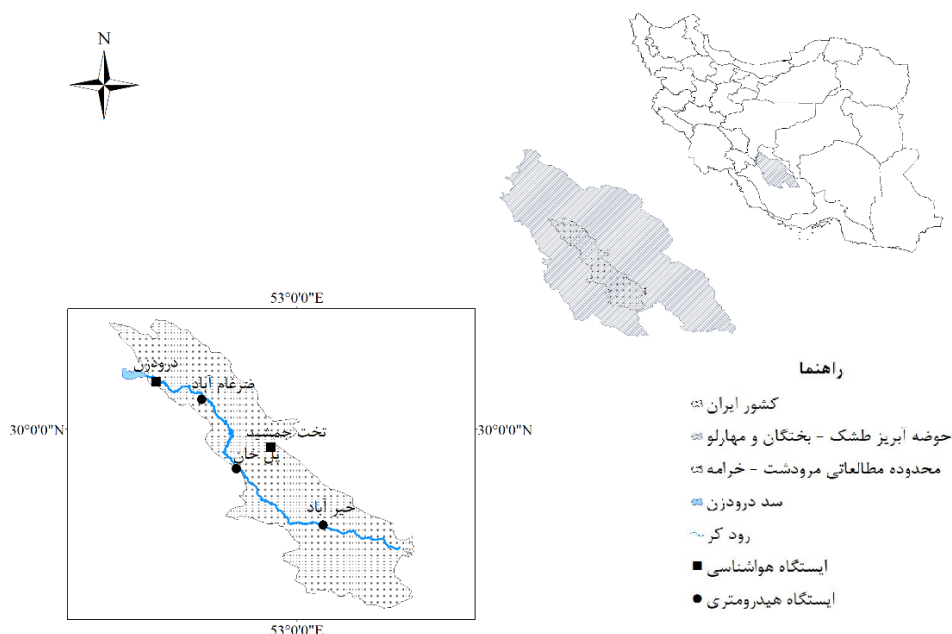 N
53°0'0"E
درودزن
ضرغام آباد
30°0'0"N
30°0'0"N
تخت جمشید
پل خان
خیر آباد
53°0'0"E
راهنما
کشور ایران
حوضه آبریز طشک - بختگان و مهارلو
محدوده مطالعاتی مرودشت - خرامه
سد درودزن
رود کر
ایستگاه هواشناسی
ایستگاه هیدرومتری